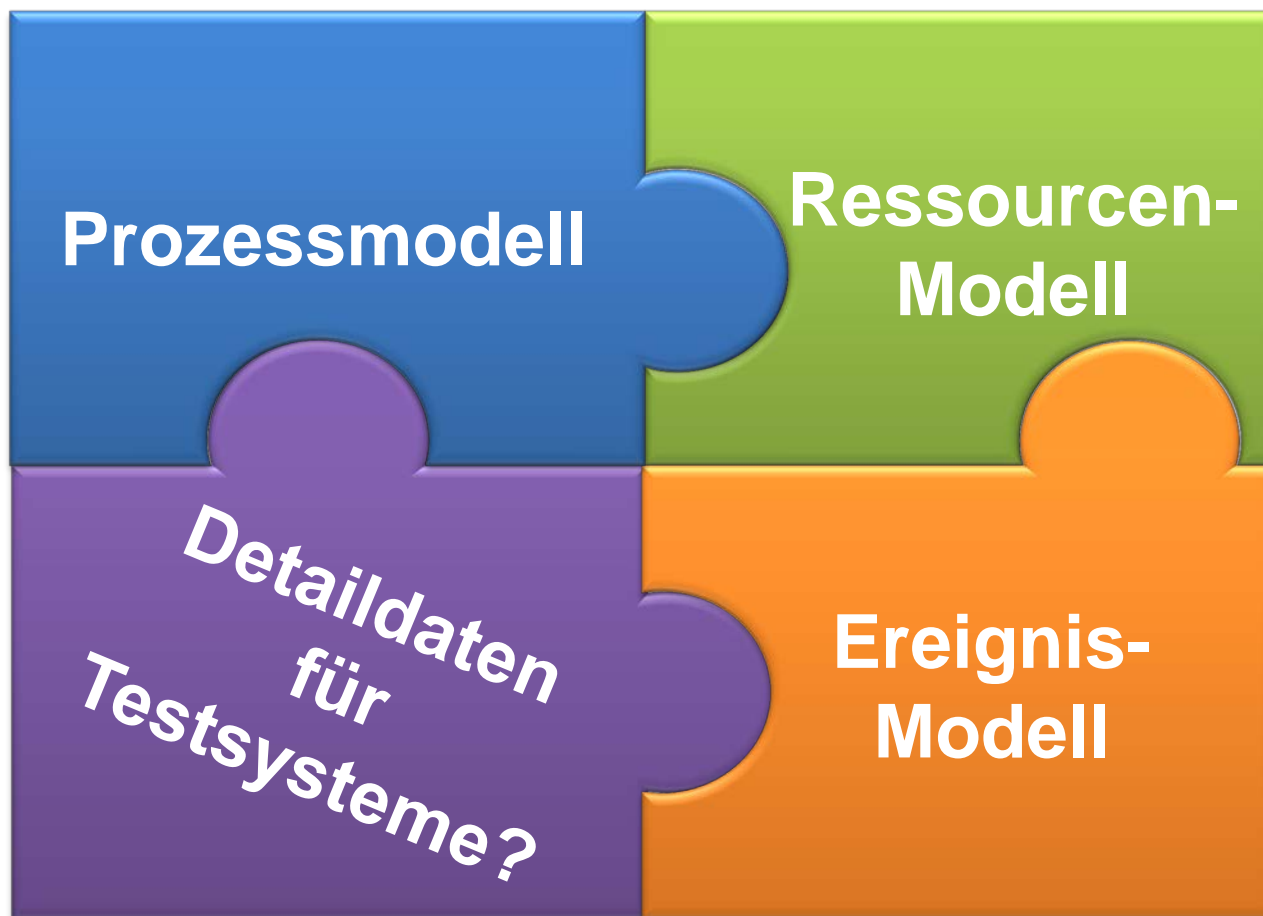 Prozessmodell
Ressourcen-
Modell
Detaildaten
für
Testsysteme?
Ereignis-
Modell